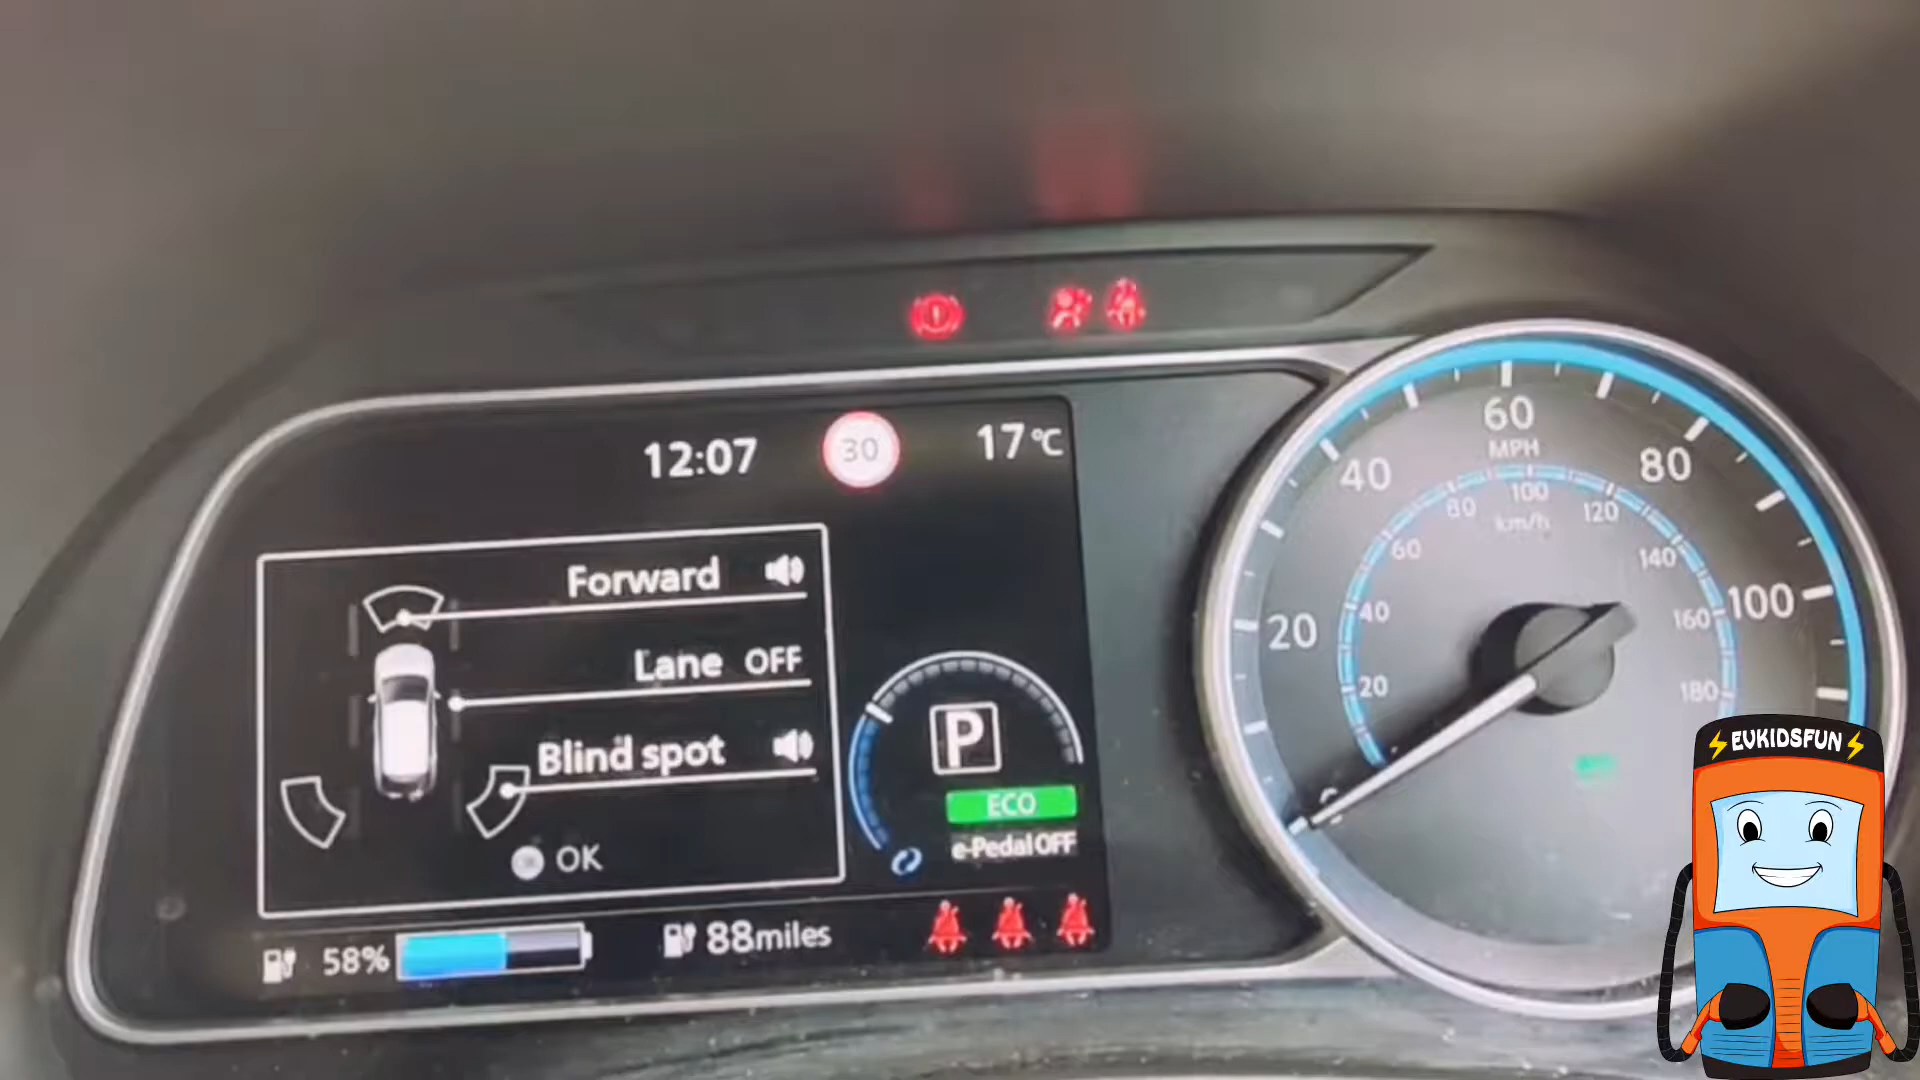 12:07
30
17°C
Forward
Lane OFF
Blind spot
OK
P
ECO
e-Pedal OFF
58%
88miles
20
40
60
80
100
MPH
20
40
60
80
100
120
140
160
180
km/h
EVKIDSFUN